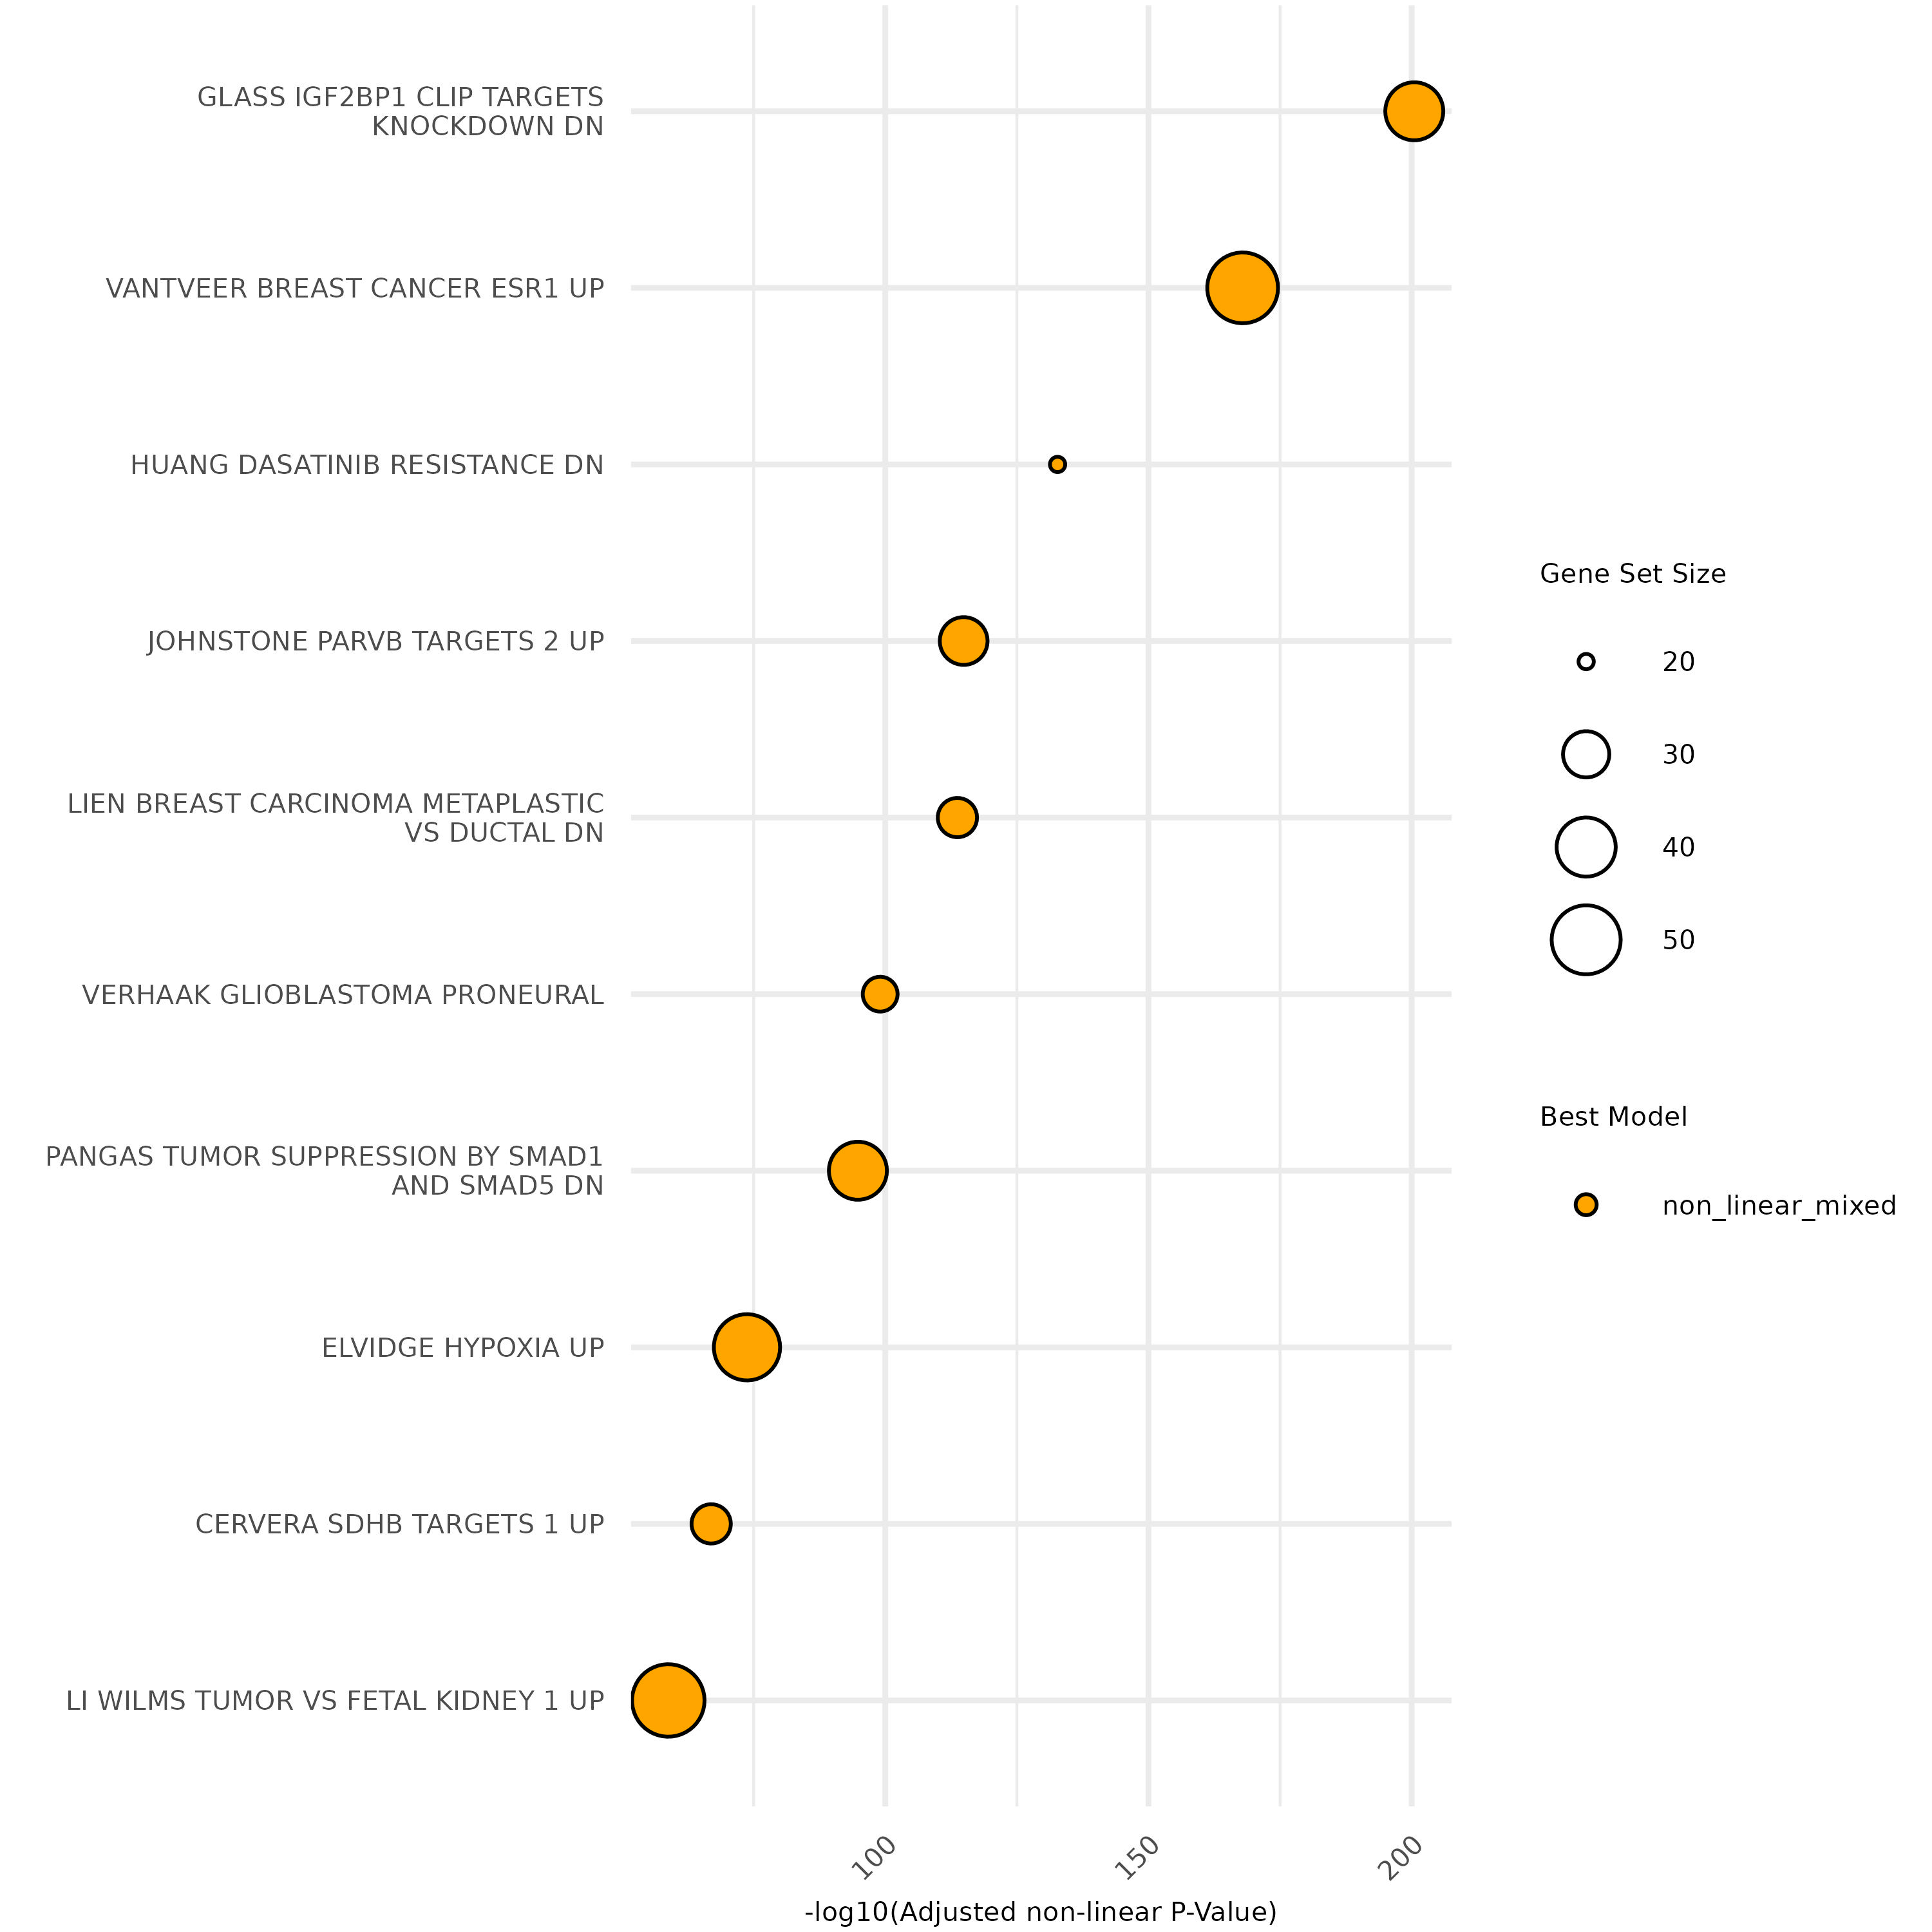 GLASS IGF2BP1 CLIP TARGETS
KNOCKDOWN DN
VANTVEER BREAST CANCER ESR1 UP
HUANG DASATINIB RESISTANCE DN
JOHNSTONE PARVB TARGETS 2 UP
LIEN BREAST CARCINOMA METAPLASTIC
VS DUCTAL DN
VERHAAK GLIOBLASTOMA PRONEURAL
PANGAS TUMOR SUPPRESSION BY SMAD1
AND SMAD5 DN
ELVIDGE HYPOXIA UP
CERVERA SDHB TARGETS 1 UP
LI WILMS TUMOR VS FETAL KIDNEY 1 UP
100
150
200
-log10(Adjusted non-linear P-Value)
Gene Set Size
20
30
40
50
Best Model
non_linear_mixed